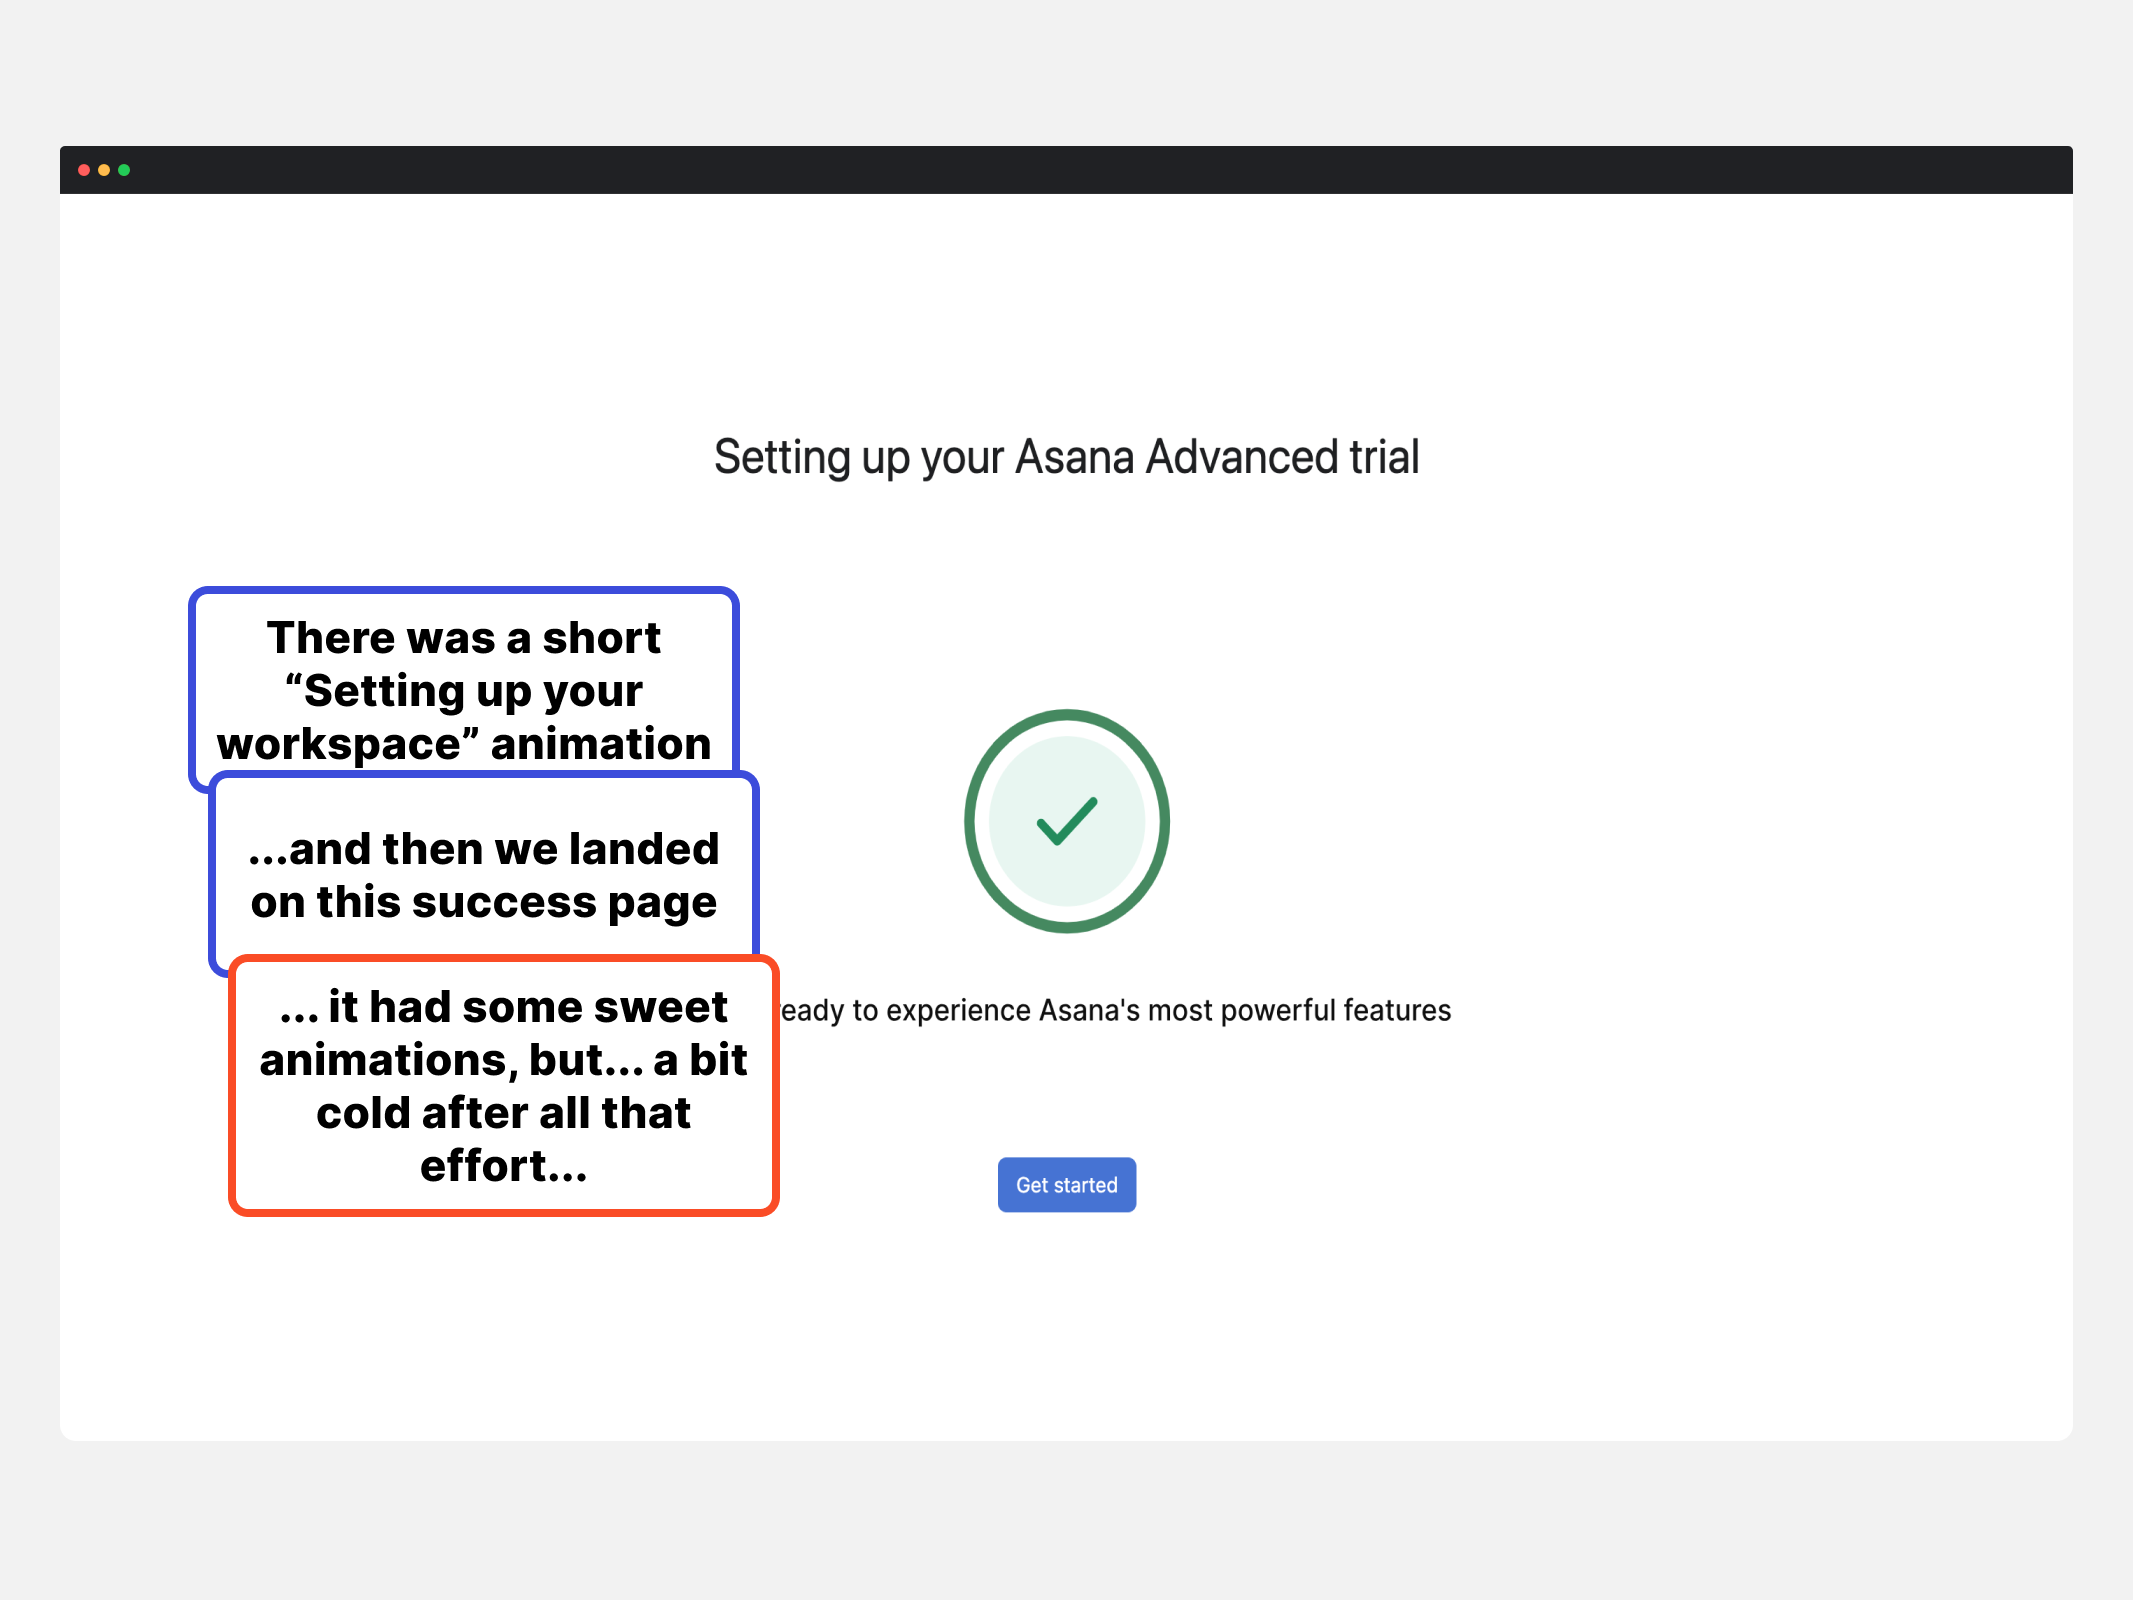 Setting up your Asana Advanced trial
There was a short
“Setting up your
workspace” animation
...and then we landed
on this success page
... it had some sweet
animations, but... a bit
cold after all that
effort...
ready to experience Asana's most powerful features
Get started